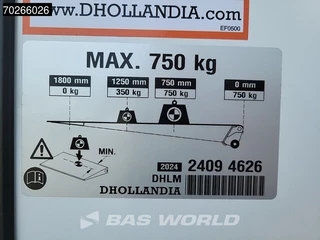 70266026
www.
DHOLLANDIA.com
EF0500
MAX. 750 kg
1800 mm 1250 mm 750 mm 0 mm
0 kg 350 kg 750 kg 750 kg
MIN.
2024 2409 4626
DHLM
DHOLLANDIA
BAS WORLD